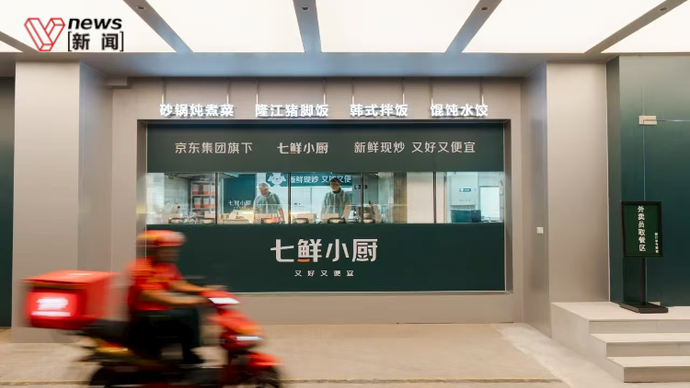 news
[新闻]
砂锅炖煮菜 隆江猪脚饭 韩式拌饭 馄饨水饺
京东集团旗下 七鲜小厨 新鲜现炒 又好又便宜
七鲜小厨
又好又便宜
外卖员取餐区